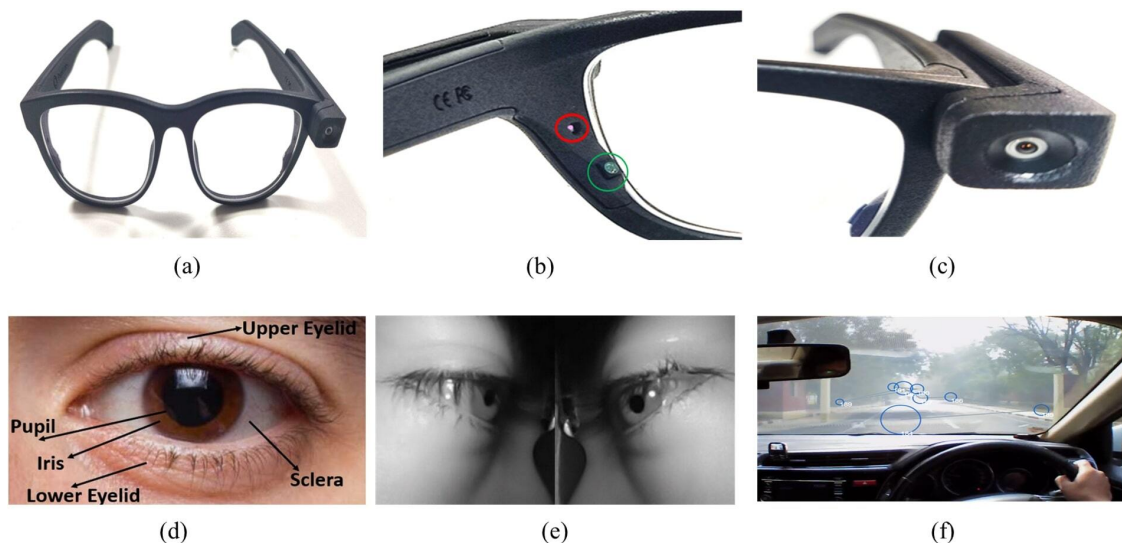 CE FC
(a)
(b)
(c)
Upper Eyelid
Pupil
Iris
Sclera
Lower Eyelid
(d)
(e)
(f)